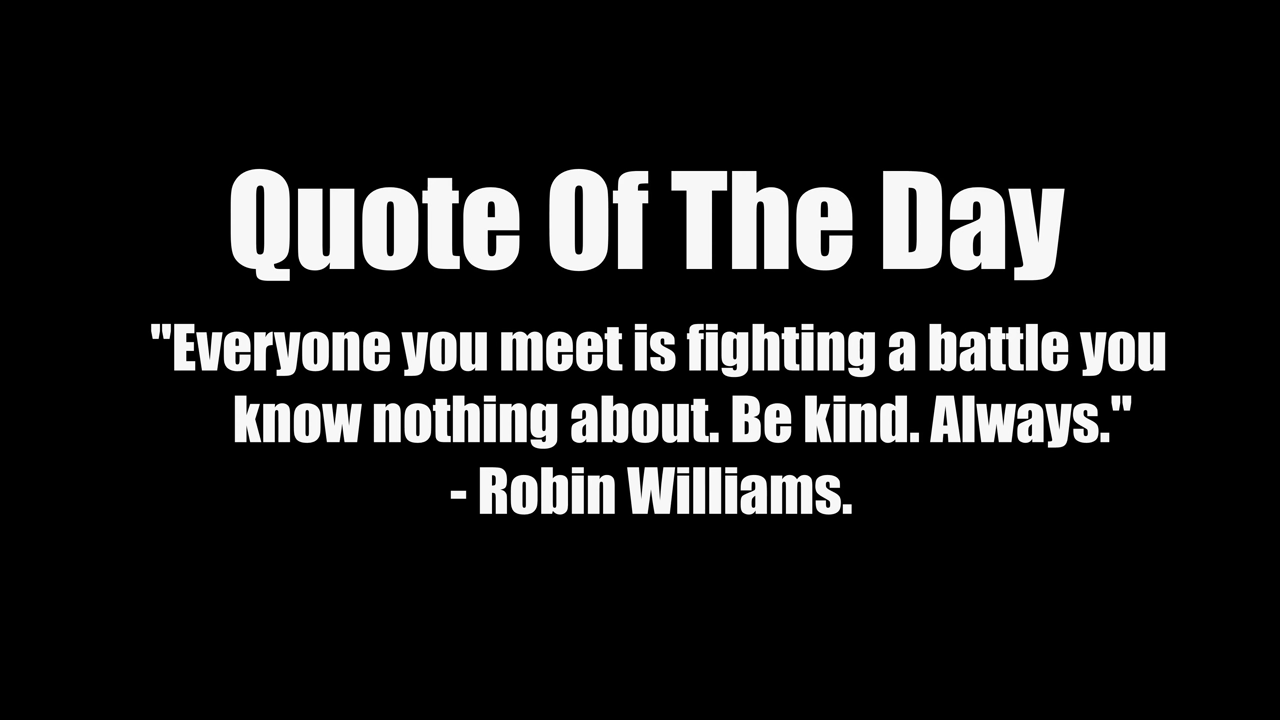 Quote Of The Day
"Everyone you meet is fighting a battle you
know nothing about. Be kind. Always."
- Robin Williams.